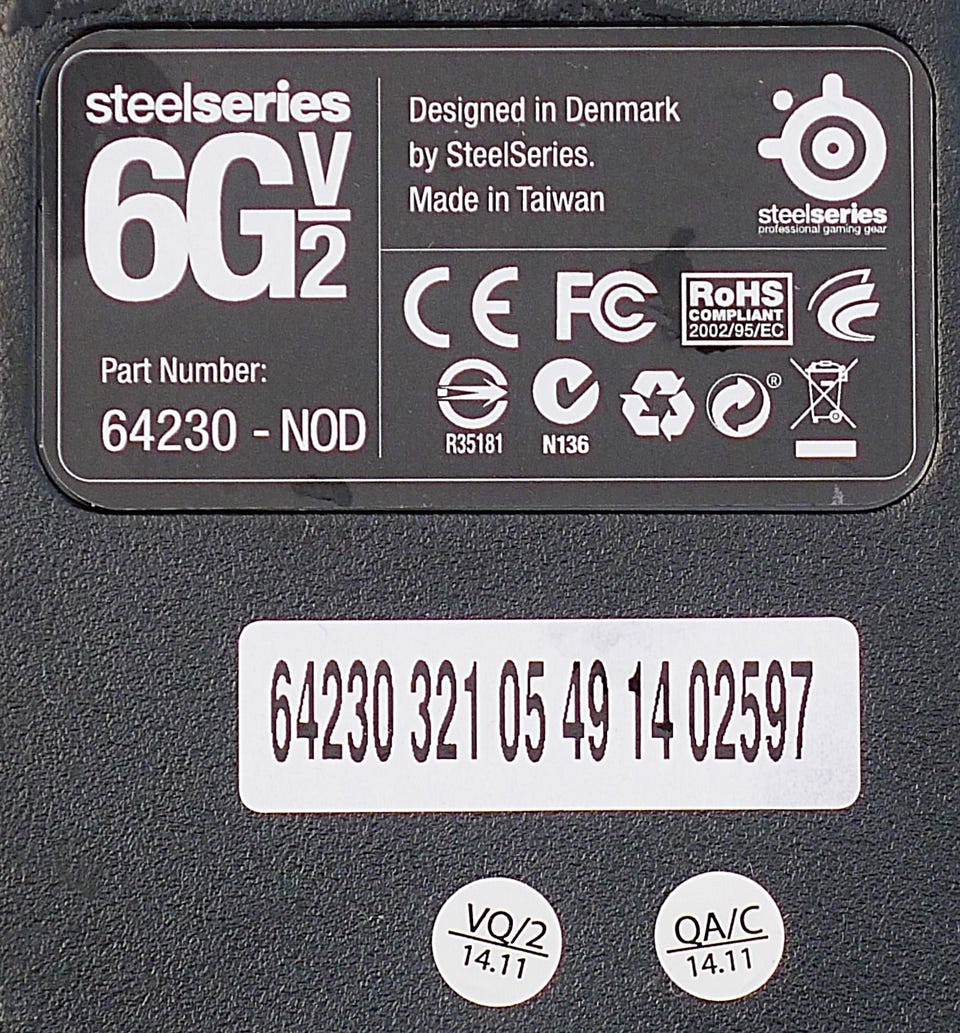 steelseries
6GV2
Part Number:
64230 - NOD
Designed in Denmark
by SteelSeries.
Made in Taiwan
steelseries
professional gaming gear
CE FC RoHS
COMPLIANT
2002/95/EC
R35181
N136
®
64230 321 05 49 14 02597
VQ/2
14.11
QA/C
14.11